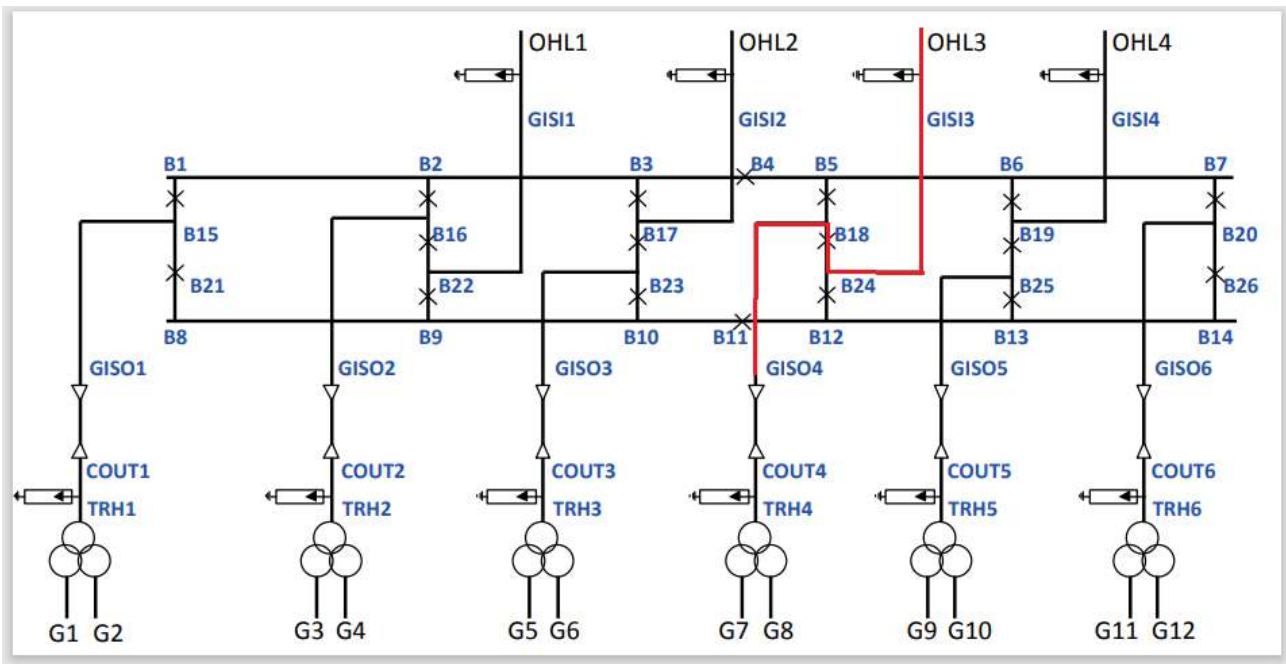 OHL1 OHL2 OHL3 OHL4
GISI1 GISI2 GISI3 GISI4
B1 B2 B3 B4 B5 B6 B7
B15 B16 B17 B18 B19 B20
B21 B22 B23 B24 B25 B26
B8 B9 B10 B11 B12 B13 B14
GISO1 GISO2 GISO3 GISO4 GISO5 GISO6
COUT1 COUT2 COUT3 COUT4 COUT5 COUT6
TRH1 TRH2 TRH3 TRH4 TRH5 TRH6
G1 G2 G3 G4 G5 G6 G7 G8 G9 G10 G11 G12